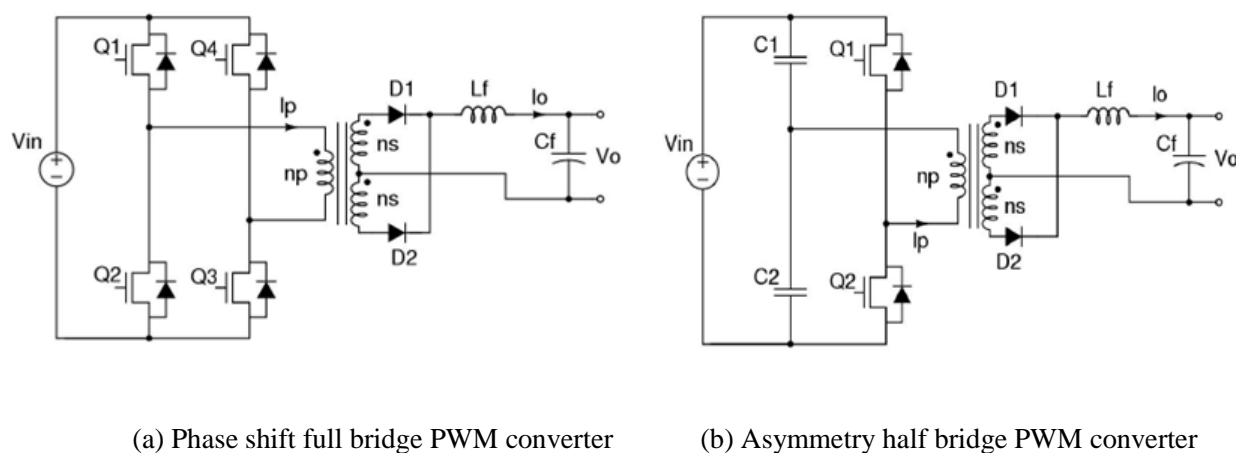 Q1
Q4
Ip
D1
Lf
Io
Vin
np
ns
ns
Cf
Vo
D2
Q2
Q3
C1
Q1
D1
Lf
Io
Vin
np
ns
ns
Cf
Vo
Ip
D2
C2
Q2
(a) Phase shift full bridge PWM converter
(b) Asymmetry half bridge PWM converter